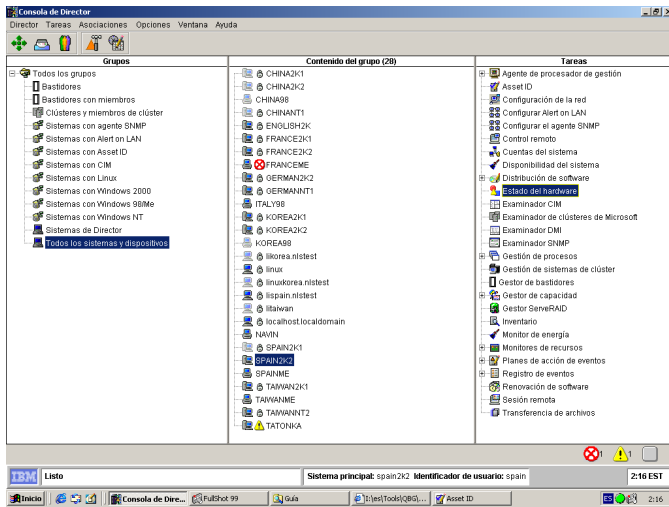 Consola de Director
Director Tareas Asociaciones Opciones Ventana Ayuda
Grupos
Todos los grupos
Bastidores
Bastidores con miembros
Clústeres y miembros de clúster
Sistemas con agente SNMP
Sistemas con Alert on LAN
Sistemas con Asset ID
Sistemas con CIM
Sistemas con Linux
Sistemas con Windows 2000
Sistemas con Windows 98/Me
Sistemas con Windows NT
Sistemas de Director
Todos los sistemas y dispositivos
Contenido del grupo (28)
CHINA2K1
CHINA2K2
CHINA98
CHINANT1
ENGLISH2K
FRANCE2K1
FRANCE2K2
FRANCEME
GERMAN2K2
GERMANNT1
ITALY98
KOREA2K1
KOREA2K2
KOREA98
likorea.nlstest
linux
linuxkorea.nlstest
lispain.nlstest
litaiwan
localhost.localdomain
NAVIN
SPAIN2K1
SPAIN2K2
SPAINME
TAIWAN2K1
TAIWANME
TAIWANNT2
TATONKA
Tareas
Agente de procesador de gestión
Asset ID
Configuración de la red
Configurar Alert on LAN
Configurar el agente SNMP
Control remoto
Cuentas del sistema
Disponibilidad del sistema
Distribución de software
Estado del hardware
Examinador CIM
Examinador de clústeres de Microsoft
Examinador DMI
Examinador SNMP
Gestión de procesos
Gestión de sistemas de clúster
Gestor de bastidores
Gestor de capacidad
Gestor ServeRAID
Inventario
Monitor de energía
Monitores de recursos
Planes de acción de eventos
Registro de eventos
Renovación de software
Sesión remota
Transferencia de archivos
1 1
IBM Listo Sistema principal: spain2k2 Identificador de usuario: spain 2:16 EST
Inicio Consola de Dire... FullShot 99 Guía I:\es\Tools\QBG\... Asset ID ES 2:16